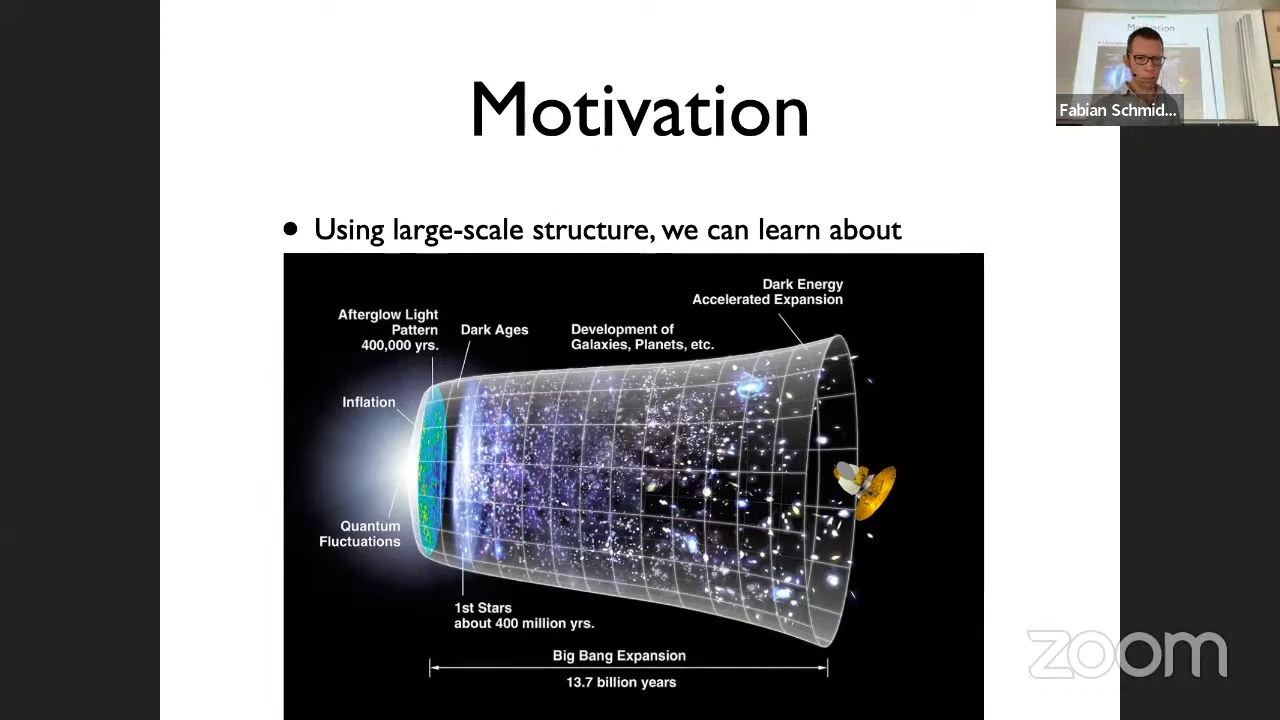 Motivation
• Using large-scale structure, we can learn about
Dark Energy
Accelerated Expansion
Afterglow Light
Pattern
400,000 yrs.
Dark Ages
Development of
Galaxies, Planets, etc.
Inflation
Quantum
Fluctuations
1st Stars
about 400 million yrs.
Big Bang Expansion
13.7 billion years
Fabian Schmid...
Motivation
zoom